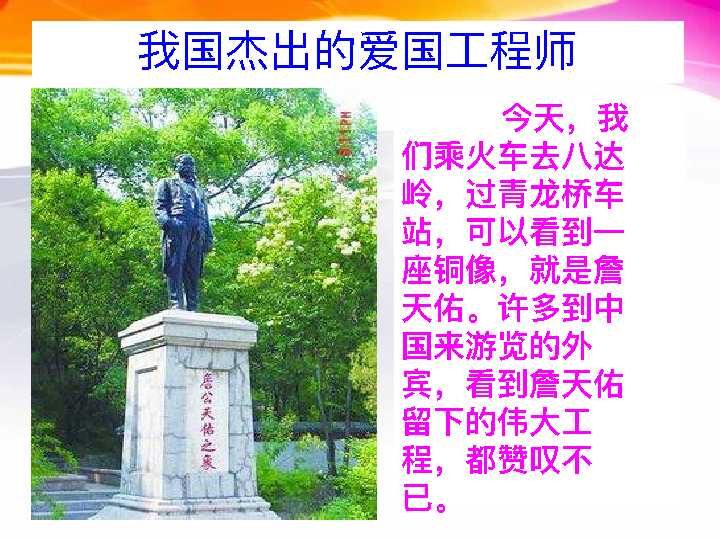 我国杰出的爱国工程师
今天，我
们乘火车去八达
岭，过青龙桥车
站，可以看到一
座铜像，就是詹
天佑。许多到中
国来游览的外
宾，看到詹天佑
留下的伟大工
程，都赞叹不
已。
詹公天佑之象